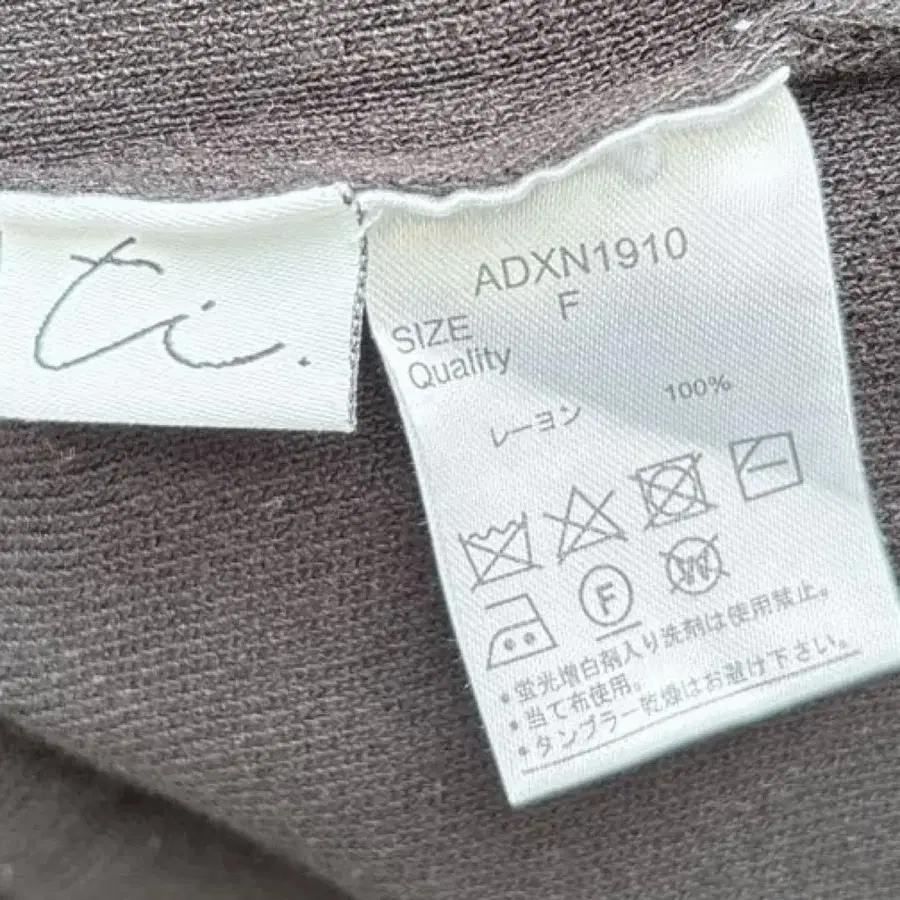 ti.
ADXN1910
SIZE F
Quality
レーヨン 100%
F
W
・蛍光増白剤入り洗剤は使用禁止。
・当て布使用。
・タンブラー乾燥はお避け下さい。